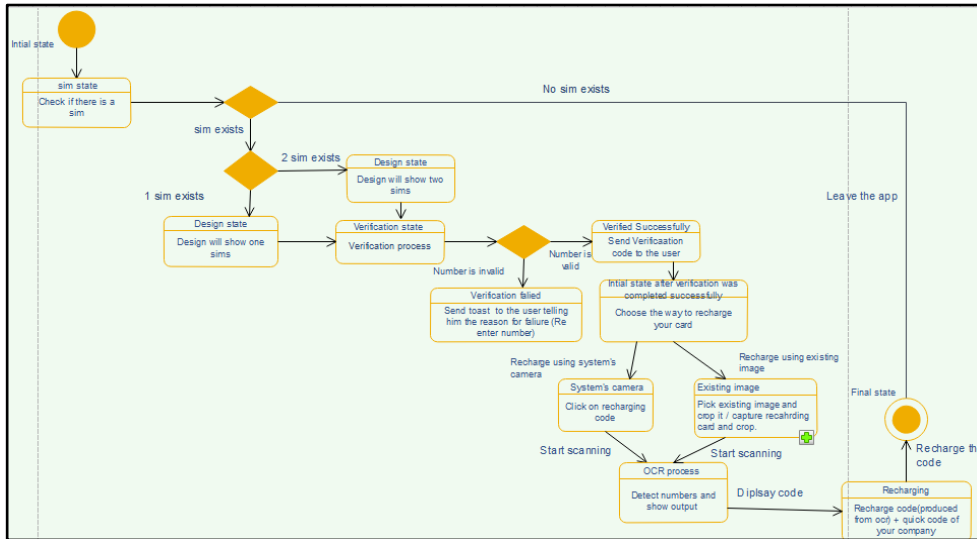 Intial state
sim state
Check if there is a
sim
No sim exists
sim exists
2 sim exists
Design state
Design will show two
sims
1 sim exists
Leave the app
Design state
Design will show one
sims
Verification state
Verification process
Verified Successfully
Send Verificaation
code to the user
Number is
valid
Number is invalid
Verification falied
Send toast to the user telling
him the reason for faliure (Re
enter number)
Intial state after verification was
completed successfully
Choose the way to recharge
your card
Recharge using system's
camera
Recharge using existing
image
System's camera
Click on recharging
code
Existing image
Pick existing image and
crop it / capture recahrding
card and crop.
Final state
Start scanning
Start scanning
Recharge th
code
OCR process
Detect numbers and
show output
Diplsay code
Recharging
Recharge code(produced
from ocr) + quick code of
your company